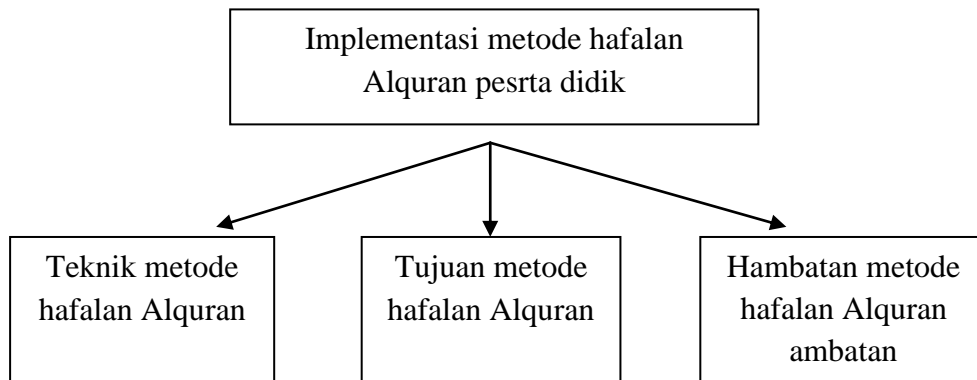 Implementasi metode hafalan
Alquran pesrta didik
Teknik metode
hafalan Alquran
Tujuan metode
hafalan Alquran
Hambatan metode
hafalan Alquran
ambatan